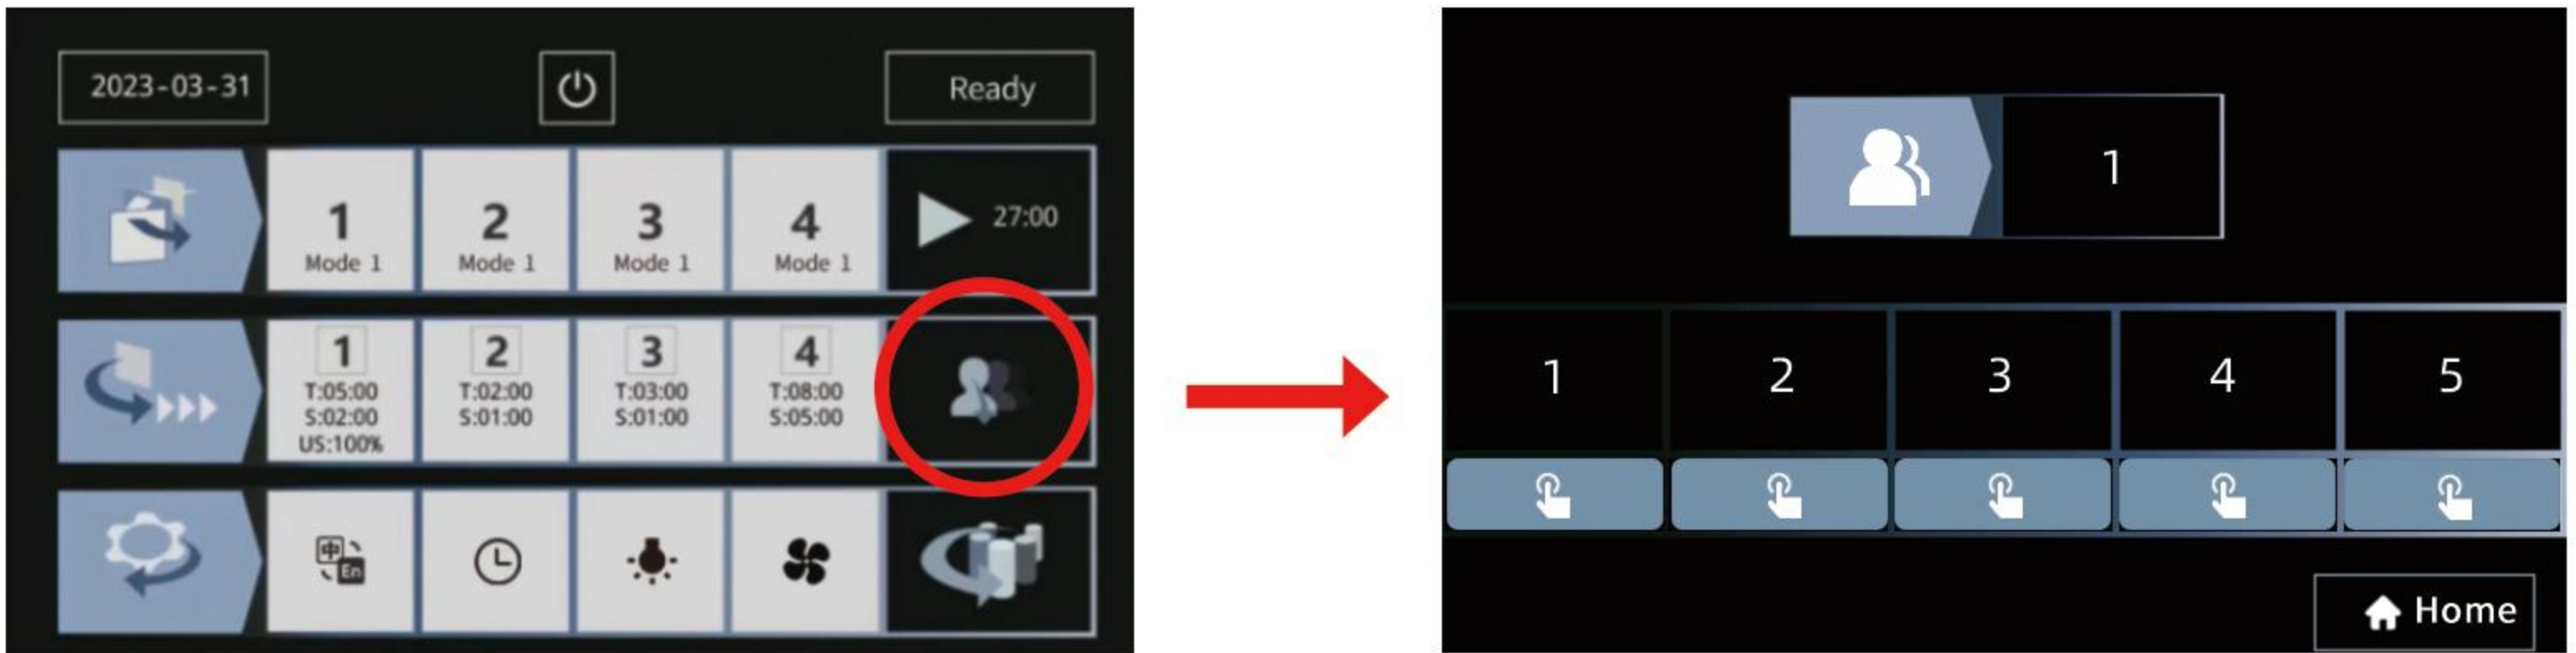 2023-03-31
Ready
1
Mode 1
2
Mode 1
3
Mode 1
4
Mode 1
27:00
1
T:05:00
S:02:00
US:100%
2
T:02:00
S:01:00
3
T:03:00
S:01:00
4
T:08:00
S:05:00
中
En
1
1
2
3
4
5
Home